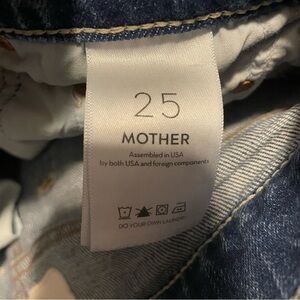 25
MOTHER
Assembled in USA
by both USA and foreign components
DO YOUR OWN LAUNDRY